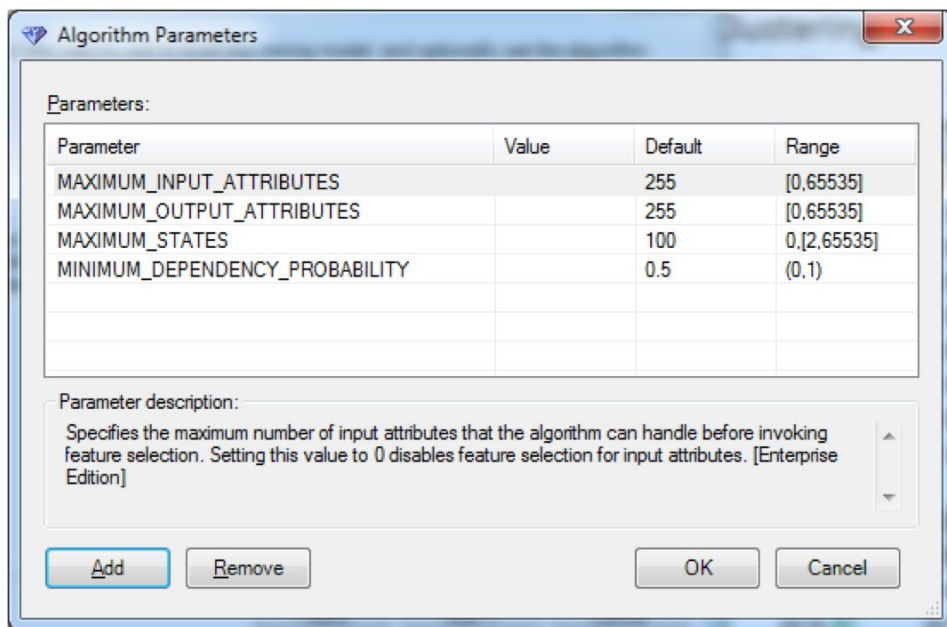 Algorithm Parameters
Parameters:
Parameter Value Default Range
MAXIMUM_INPUT_ATTRIBUTES 255 [0,65535]
MAXIMUM_OUTPUT_ATTRIBUTES 255 [0,65535]
MAXIMUM_STATES 100 0,[2,65535]
MINIMUM_DEPENDENCY_PROBABILITY 0.5 (0,1)
Parameter description:
Specifies the maximum number of input attributes that the algorithm can handle before invoking
feature selection. Setting this value to 0 disables feature selection for input attributes. [Enterprise
Edition]
Add Remove OK Cancel